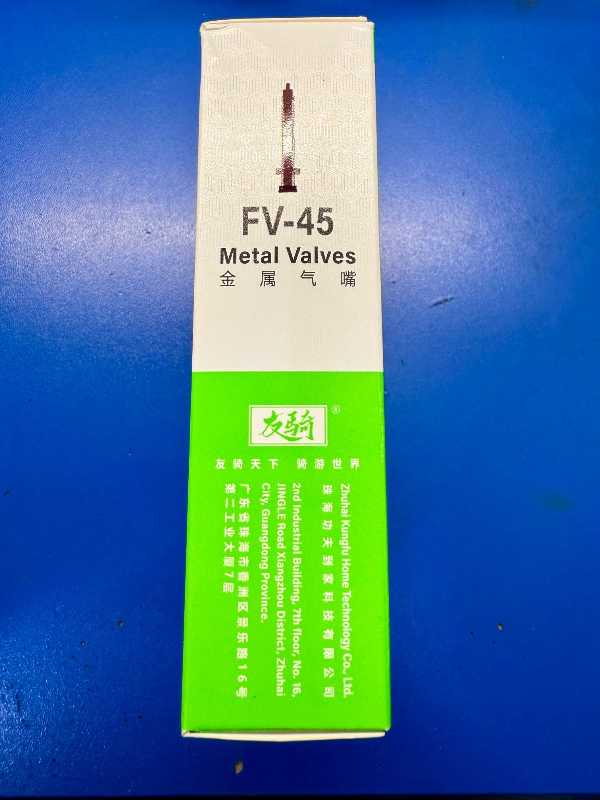 FV-45
Metal Valves
金属气嘴
友骑®
友骑天下 骑游世界
Zhuhai Kungfu Home Technology Co., Ltd.
珠海功夫到家科技有限公司
2nd Industrial Building, 7th floor, No. 16,
JINGLE Road Xiangzhou District, Zhuhai
City, Guangdong Province.
广东省珠海市香洲区景乐路16号
第二工业大厦7层